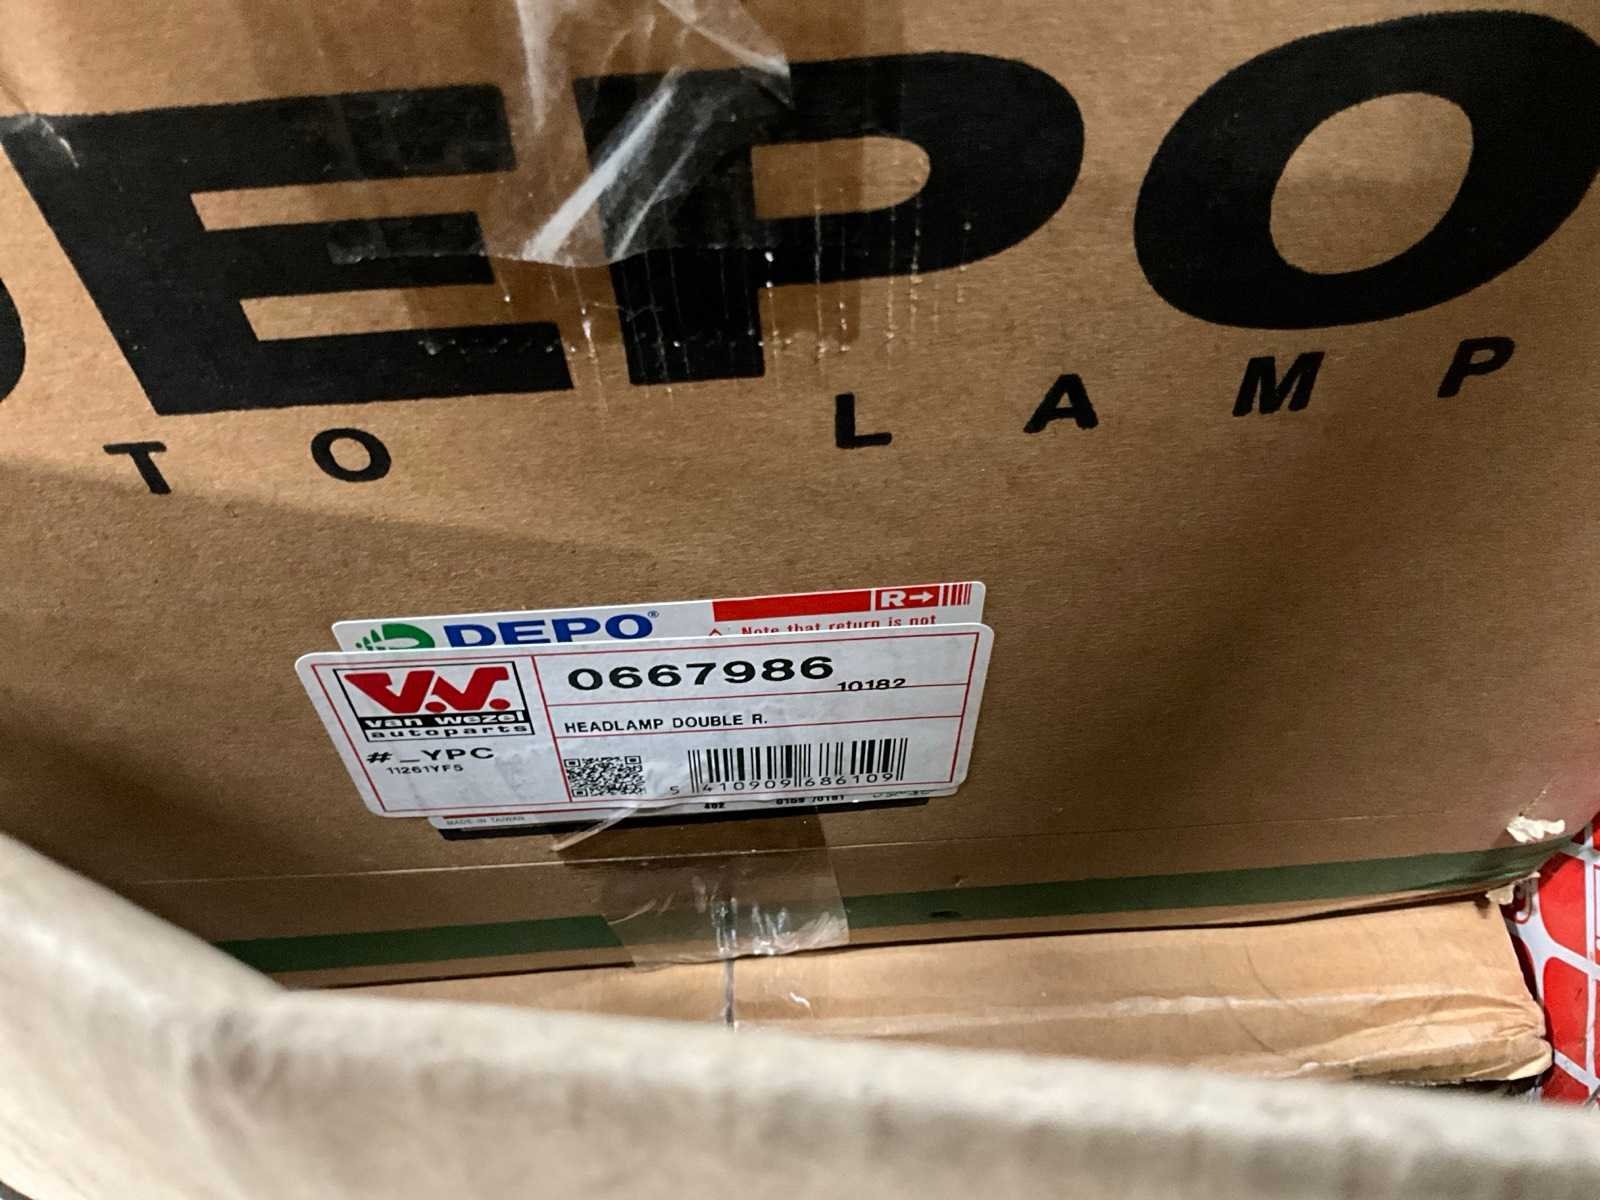 DEPO
TO LAMP
DEPO®
R→
Note that return is not
V.V.
van wezel
autoparts
0667986
10182
HEADLAMP DOUBLE R.
#_YPC
11261YF5
5 410909 686109
MADE IN TAIWAN
402